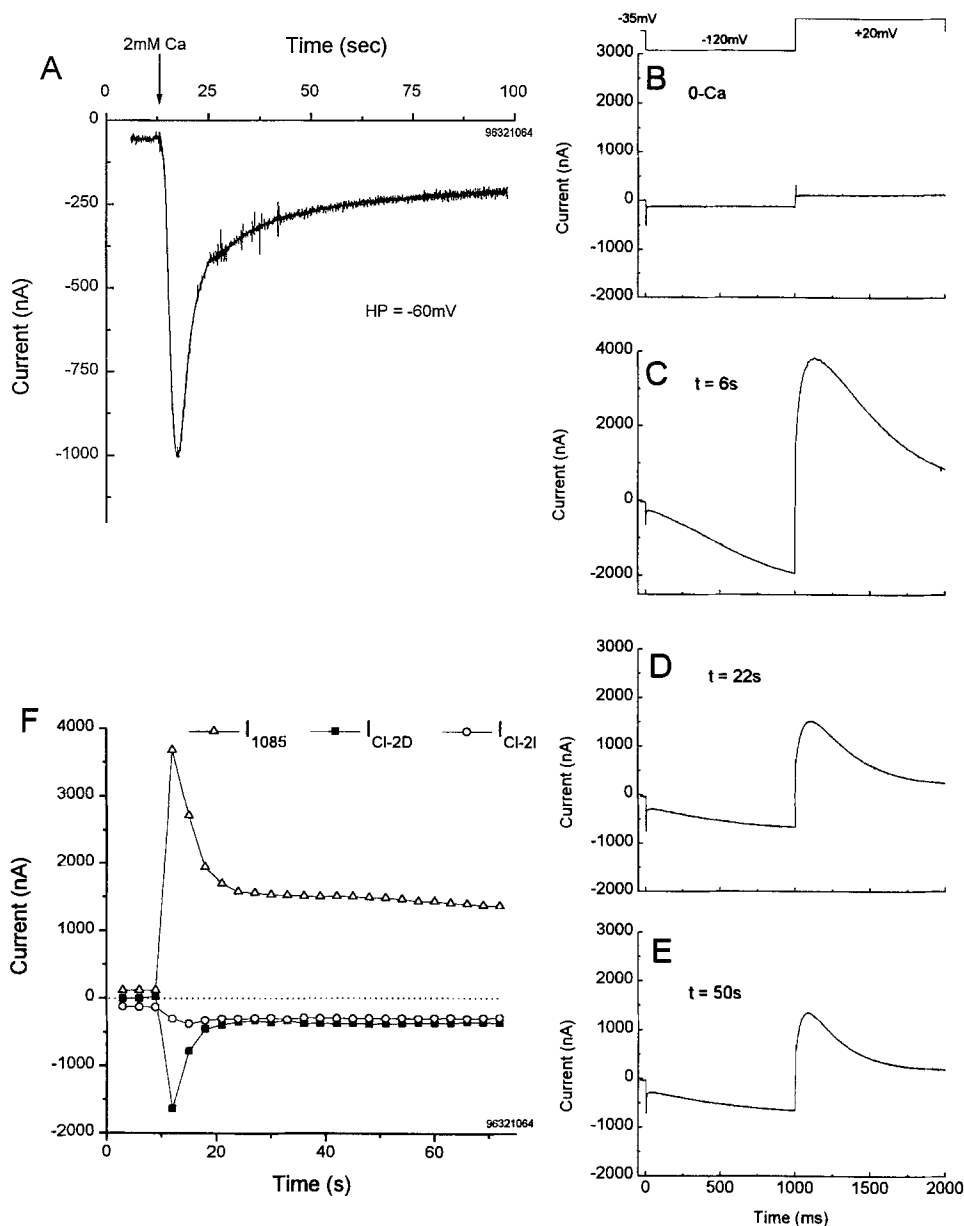 A
2mM Ca
Time (sec)
0 25 50 75 100
96321064
0
-250
-500
-750
-1000
Current (nA)
HP = -60mV
-35mV
-120mV
+20mV
B
0-Ca
3000
2000
1000
0
-1000
-2000
Current (nA)
C
t = 6s
4000
2000
0
-2000
Current (nA)
D
t = 22s
3000
2000
1000
0
-1000
-2000
Current (nA)
E
t = 50s
3000
2000
1000
0
-1000
-2000
Current (nA)
0 500 1000 1500 2000
Time (ms)
F
I1085 ICl-2D ICl-2I
4000
3000
2000
1000
0
-1000
-2000
Current (nA)
96321064
0 20 40 60
Time (s)